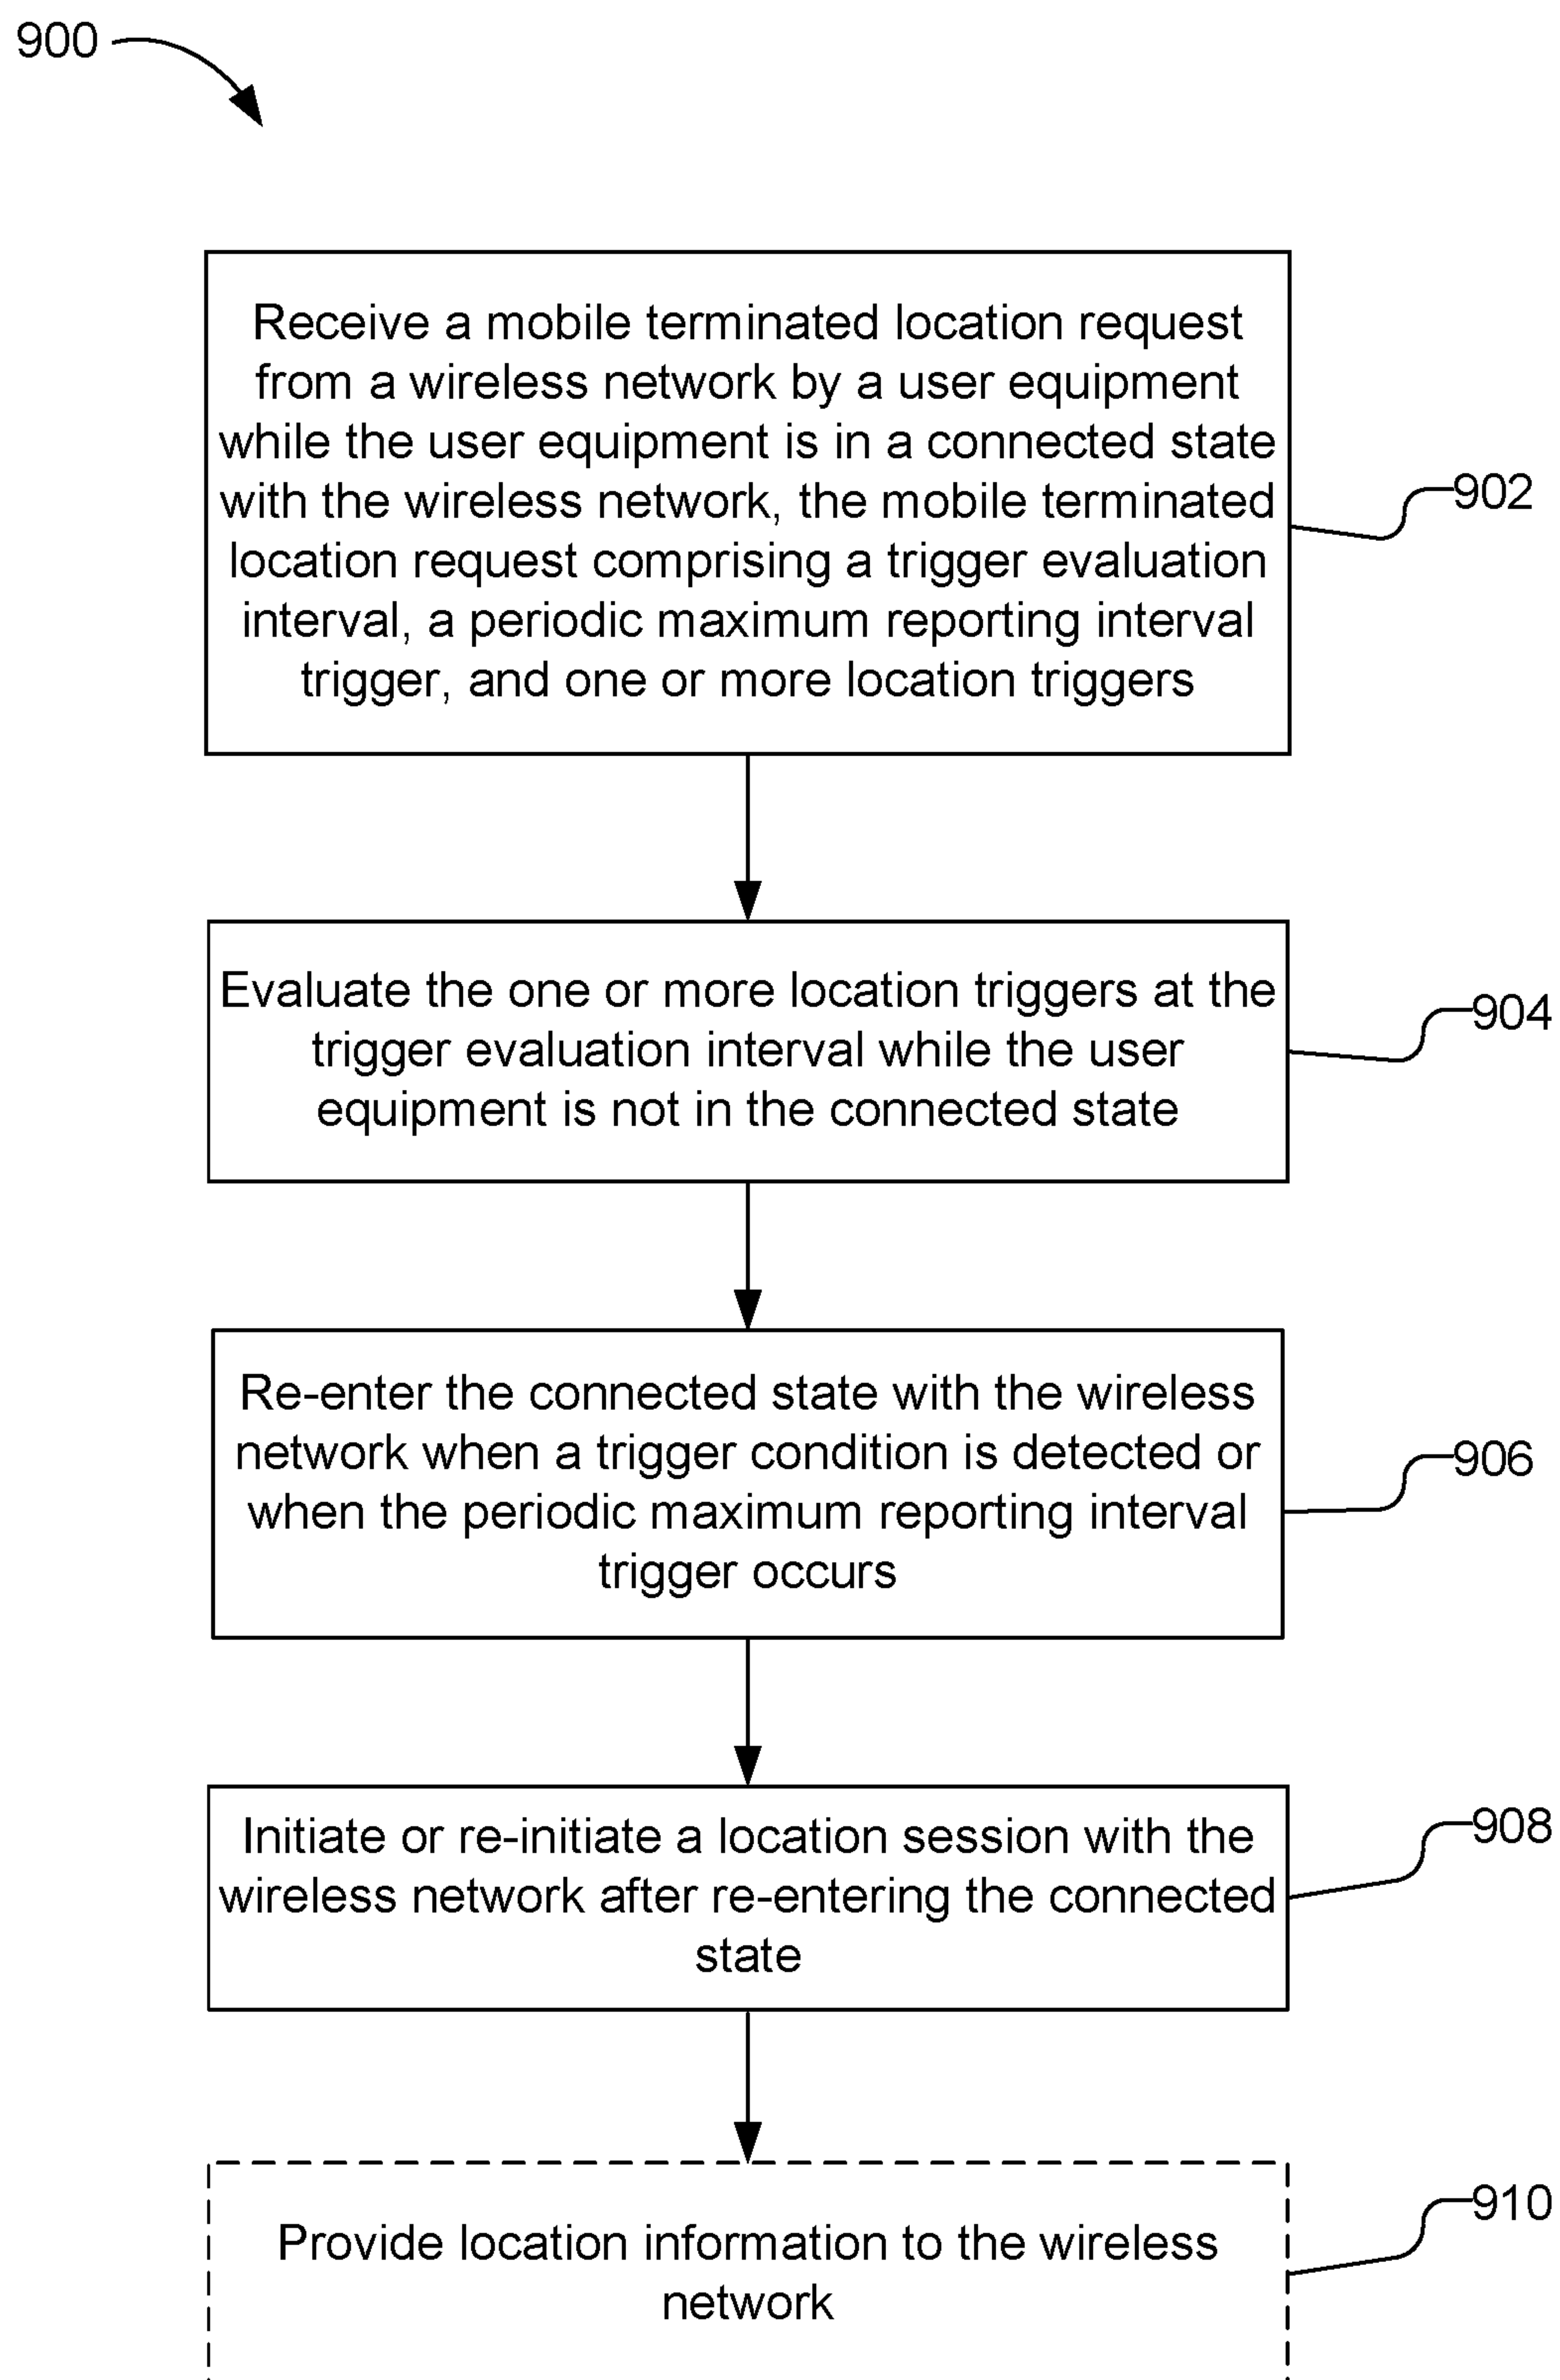 900
Receive a mobile terminated location request
from a wireless network by a user equipment
while the user equipment is in a connected state
with the wireless network, the mobile terminated
location request comprising a trigger evaluation
interval, a periodic maximum reporting interval
trigger, and one or more location triggers
902
Evaluate the one or more location triggers at the
trigger evaluation interval while the user
equipment is not in the connected state
904
Re-enter the connected state with the wireless
network when a trigger condition is detected or
when the periodic maximum reporting interval
trigger occurs
906
Initiate or re-initiate a location session with the
wireless network after re-entering the connected
state
908
Provide location information to the wireless
network
910